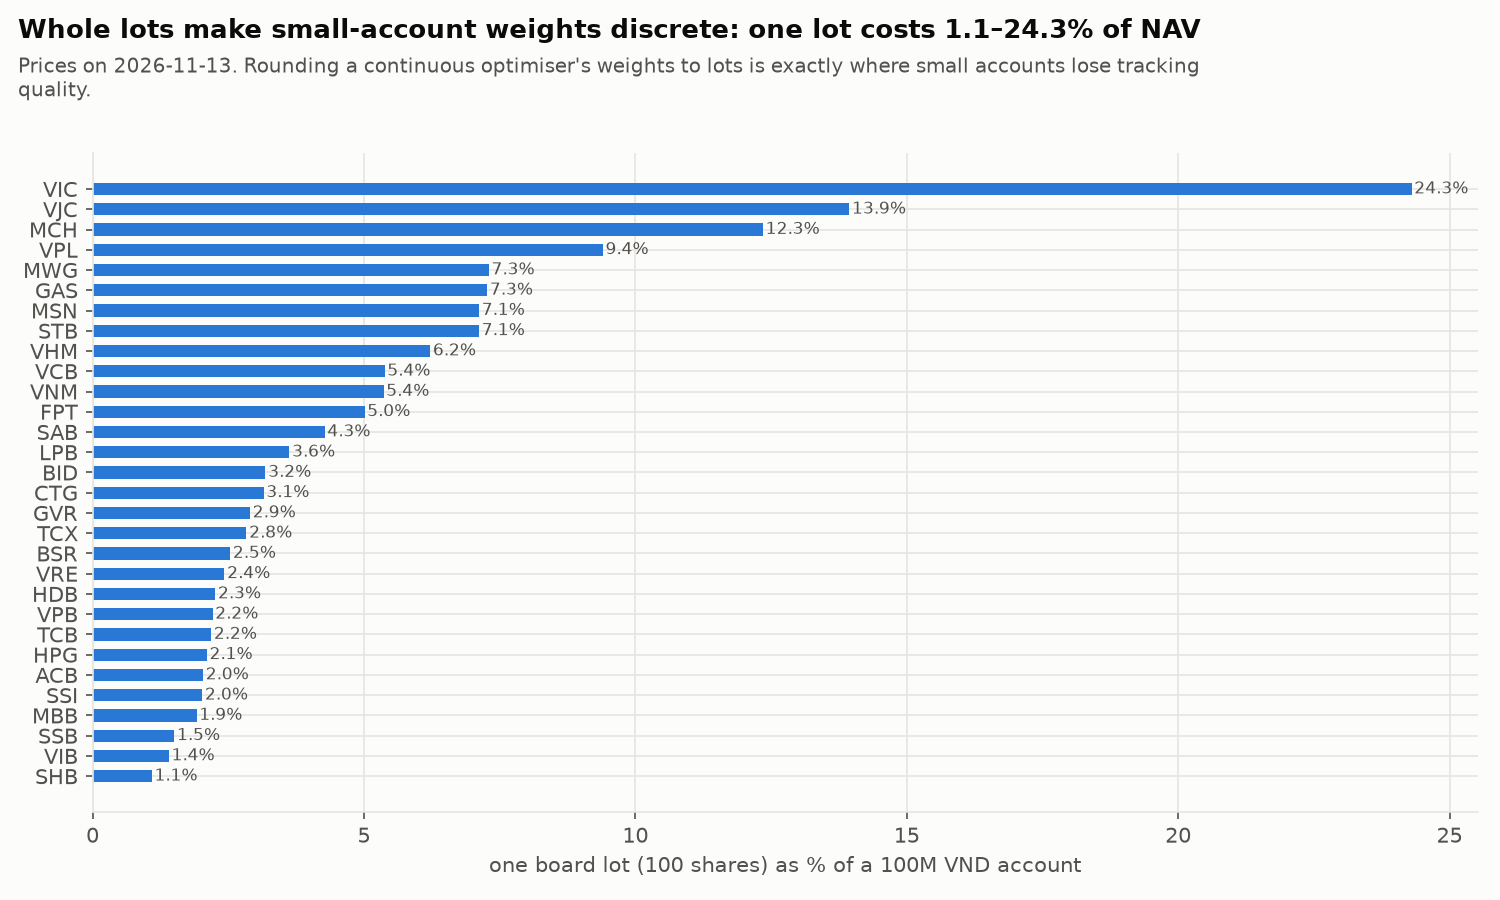 Whole lots make small-account weights discrete: one lot costs 1.1–24.3% of NAV
Prices on 2026-11-13. Rounding a continuous optimiser's weights to lots is exactly where small accounts lose tracking
quality.
VIC 24.3%
VJC 13.9%
MCH 12.3%
VPL 9.4%
MWG 7.3%
GAS 7.3%
MSN 7.1%
STB 7.1%
VHM 6.2%
VCB 5.4%
VNM 5.4%
FPT 5.0%
SAB 4.3%
LPB 3.6%
BID 3.2%
CTG 3.1%
GVR 2.9%
TCX 2.8%
BSR 2.5%
VRE 2.4%
HDB 2.3%
VPB 2.2%
TCB 2.2%
HPG 2.1%
ACB 2.0%
SSI 2.0%
MBB 1.9%
SSB 1.5%
VIB 1.4%
SHB 1.1%
0 5 10 15 20 25
one board lot (100 shares) as % of a 100M VND account